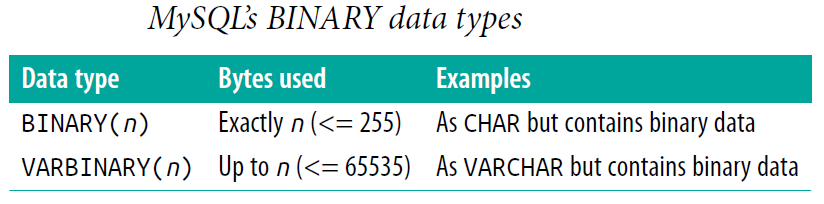 MySQL's BINARY data types
Data type Bytes used Examples
BINARY(n) Exactly n (<= 255) As CHAR but contains binary data
VARBINARY(n) Up to n (<= 65535) As VARCHAR but contains binary data